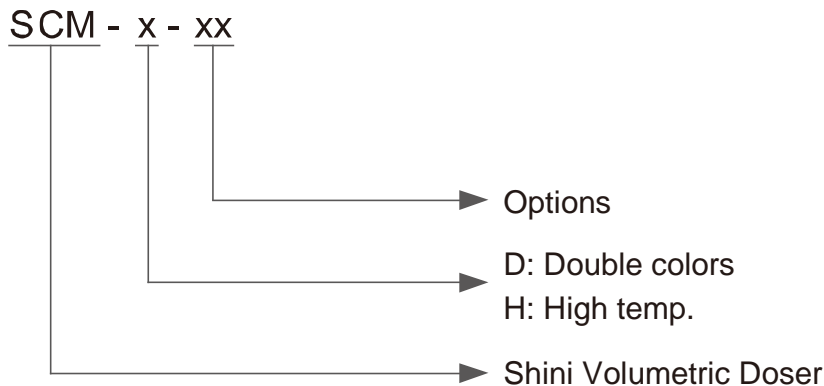 SCM - x - xx
Options
D: Double colors
H: High temp.
Shini Volumetric Doser